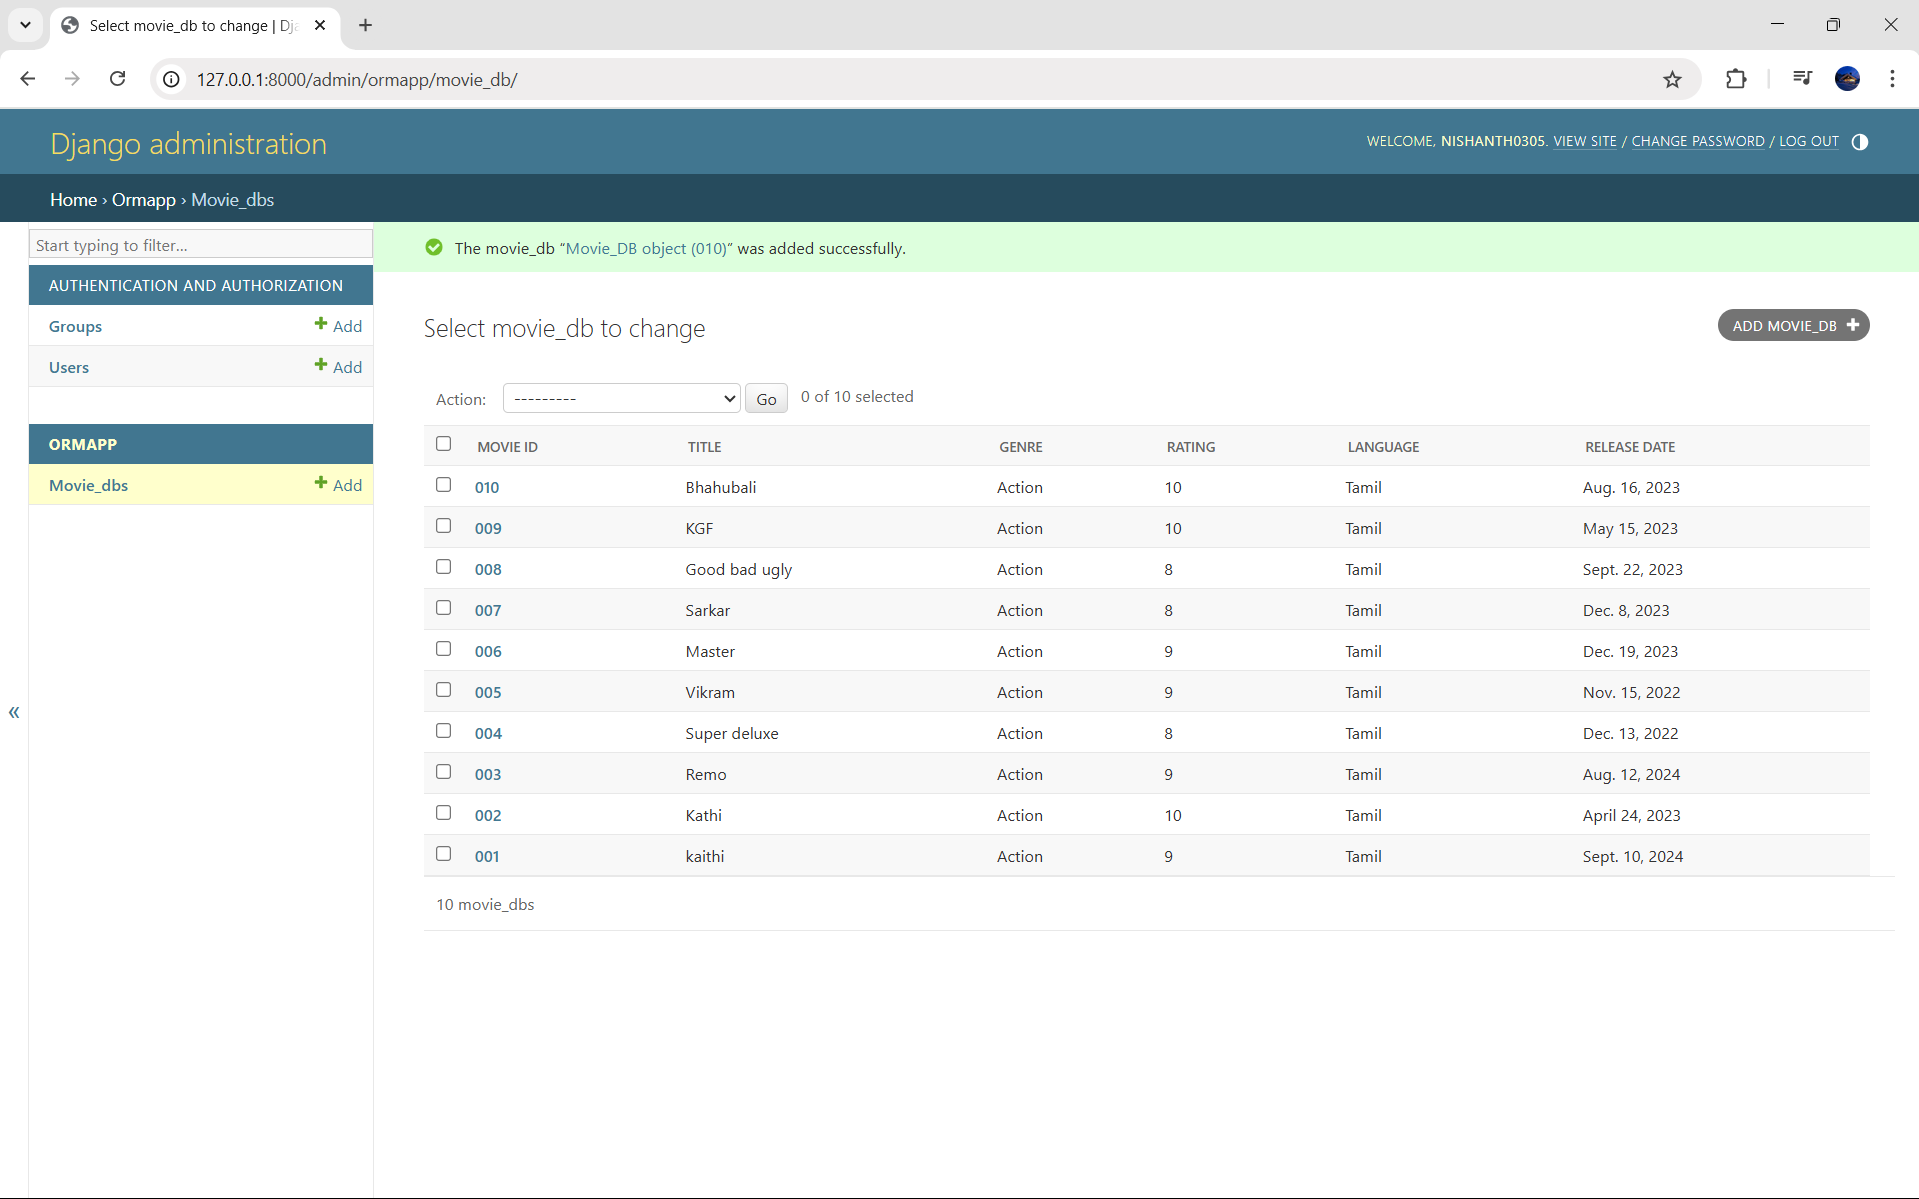 Select movie_db to change | Dja
127.0.0.1:8000/admin/ormapp/movie_db/
Django administration
WELCOME, NISHANTH0305. VIEW SITE / CHANGE PASSWORD / LOG OUT
Home › Ormapp › Movie_dbs
Start typing to filter...
AUTHENTICATION AND AUTHORIZATION
Groups + Add
Users + Add
ORMAPP
Movie_dbs + Add
«
The movie_db “Movie_DB object (010)” was added successfully.
Select movie_db to change
ADD MOVIE_DB +
Action: --------- Go 0 of 10 selected
MOVIE ID TITLE GENRE RATING LANGUAGE RELEASE DATE
010 Bhahubali Action 10 Tamil Aug. 16, 2023
009 KGF Action 10 Tamil May 15, 2023
008 Good bad ugly Action 8 Tamil Sept. 22, 2023
007 Sarkar Action 8 Tamil Dec. 8, 2023
006 Master Action 9 Tamil Dec. 19, 2023
005 Vikram Action 9 Tamil Nov. 15, 2022
004 Super deluxe Action 8 Tamil Dec. 13, 2022
003 Remo Action 9 Tamil Aug. 12, 2024
002 Kathi Action 10 Tamil April 24, 2023
001 kaithi Action 9 Tamil Sept. 10, 2024
10 movie_dbs